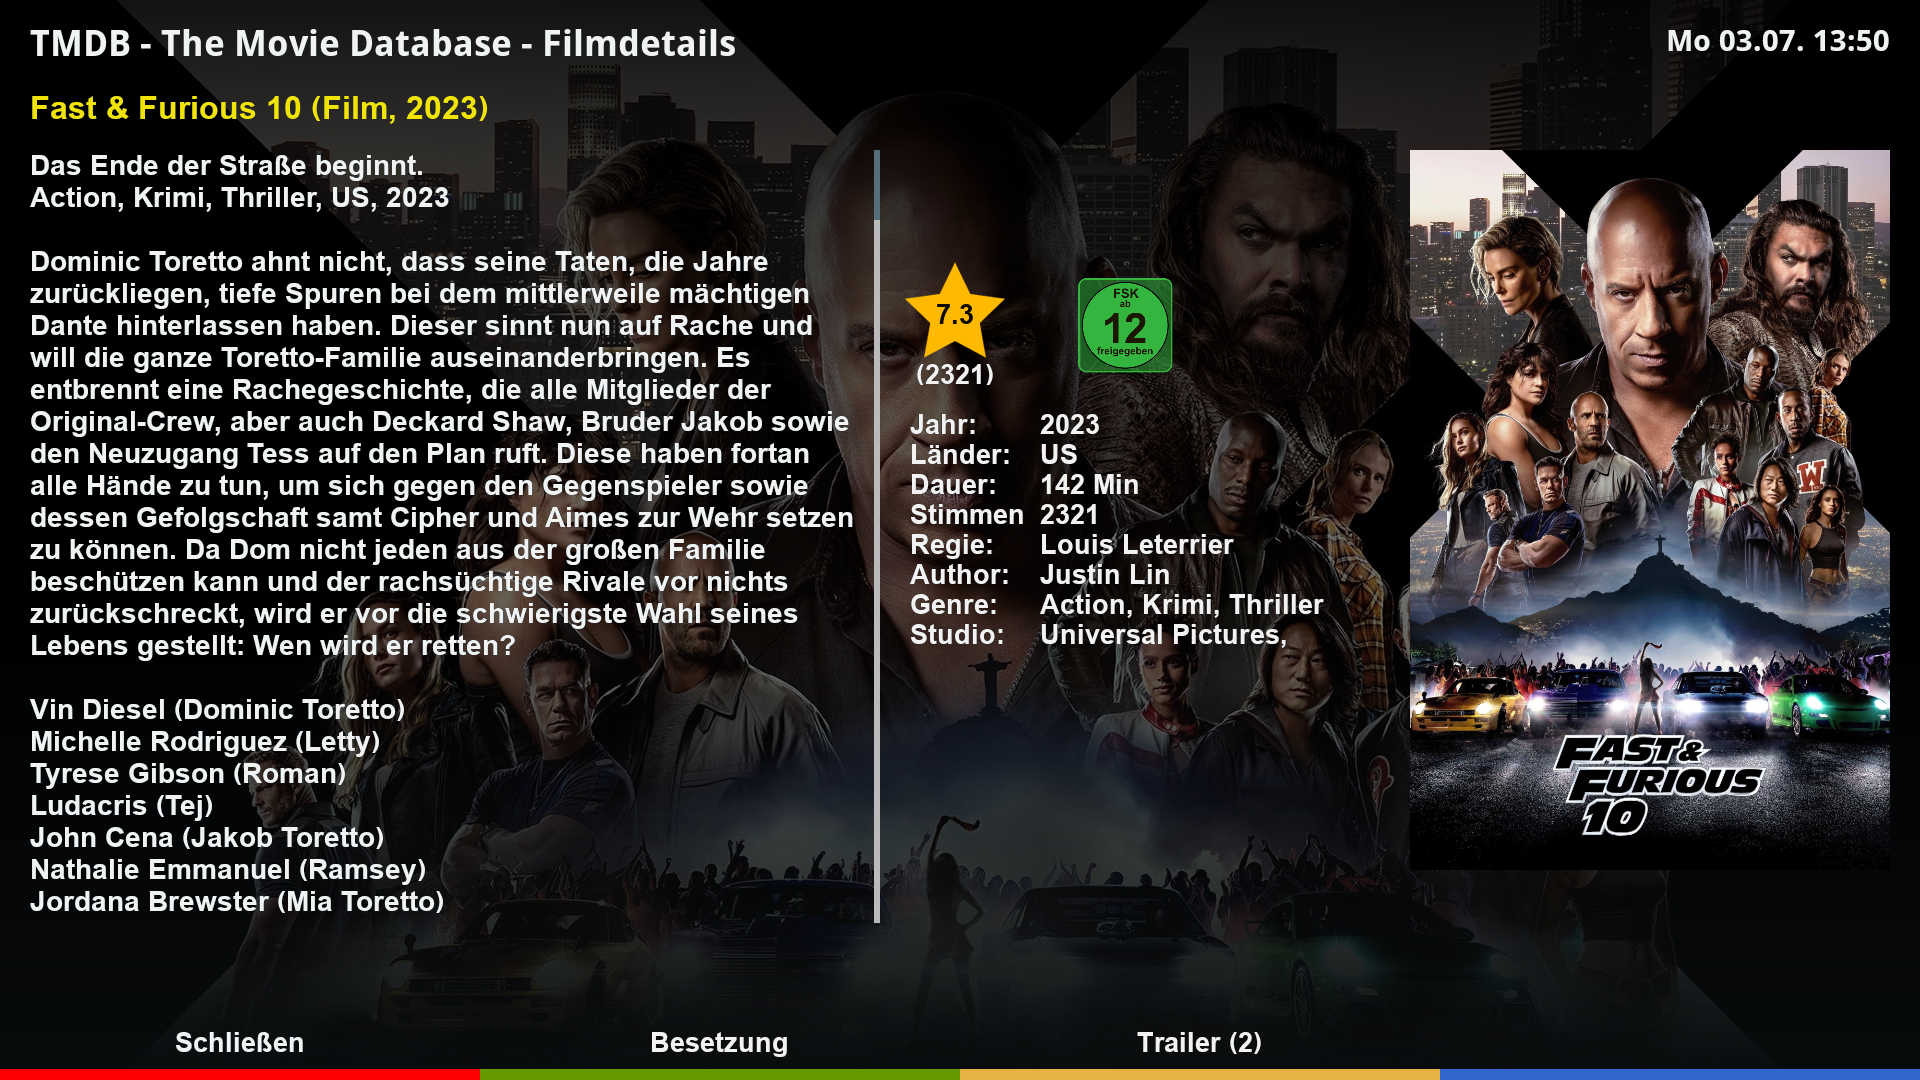 TMDB - The Movie Database - Filmdetails
Mo 03.07. 13:50
Fast & Furious 10 (Film, 2023)
Das Ende der Straße beginnt.
Action, Krimi, Thriller, US, 2023
Dominic Toretto ahnt nicht, dass seine Taten, die Jahre
zurückliegen, tiefe Spuren bei dem mittlerweile mächtigen
Dante hinterlassen haben. Dieser sinnt nun auf Rache und
will die ganze Toretto-Familie auseinanderbringen. Es
entbrennt eine Rachegeschichte, die alle Mitglieder der
Original-Crew, aber auch Deckard Shaw, Bruder Jakob sowie
den Neuzugang Tess auf den Plan ruft. Diese haben fortan
alle Hände zu tun, um sich gegen den Gegenspieler sowie
dessen Gefolgschaft samt Cipher und Aimes zur Wehr setzen
zu können. Da Dom nicht jeden aus der großen Familie
beschützen kann und der rachsüchtige Rivale vor nichts
zurückschreckt, wird er vor die schwierigste Wahl seines
Lebens gestellt: Wen wird er retten?
Vin Diesel (Dominic Toretto)
Michelle Rodriguez (Letty)
Tyrese Gibson (Roman)
Ludacris (Tej)
John Cena (Jakob Toretto)
Nathalie Emmanuel (Ramsey)
Jordana Brewster (Mia Toretto)
7.3
(2321)
FSK
ab
12
freigegeben
Jahr: 2023
Länder: US
Dauer: 142 Min
Stimmen 2321
Regie: Louis Leterrier
Author: Justin Lin
Genre: Action, Krimi, Thriller
Studio: Universal Pictures,
W
FAST &
FURIOUS
10
Schließen
Besetzung
Trailer (2)